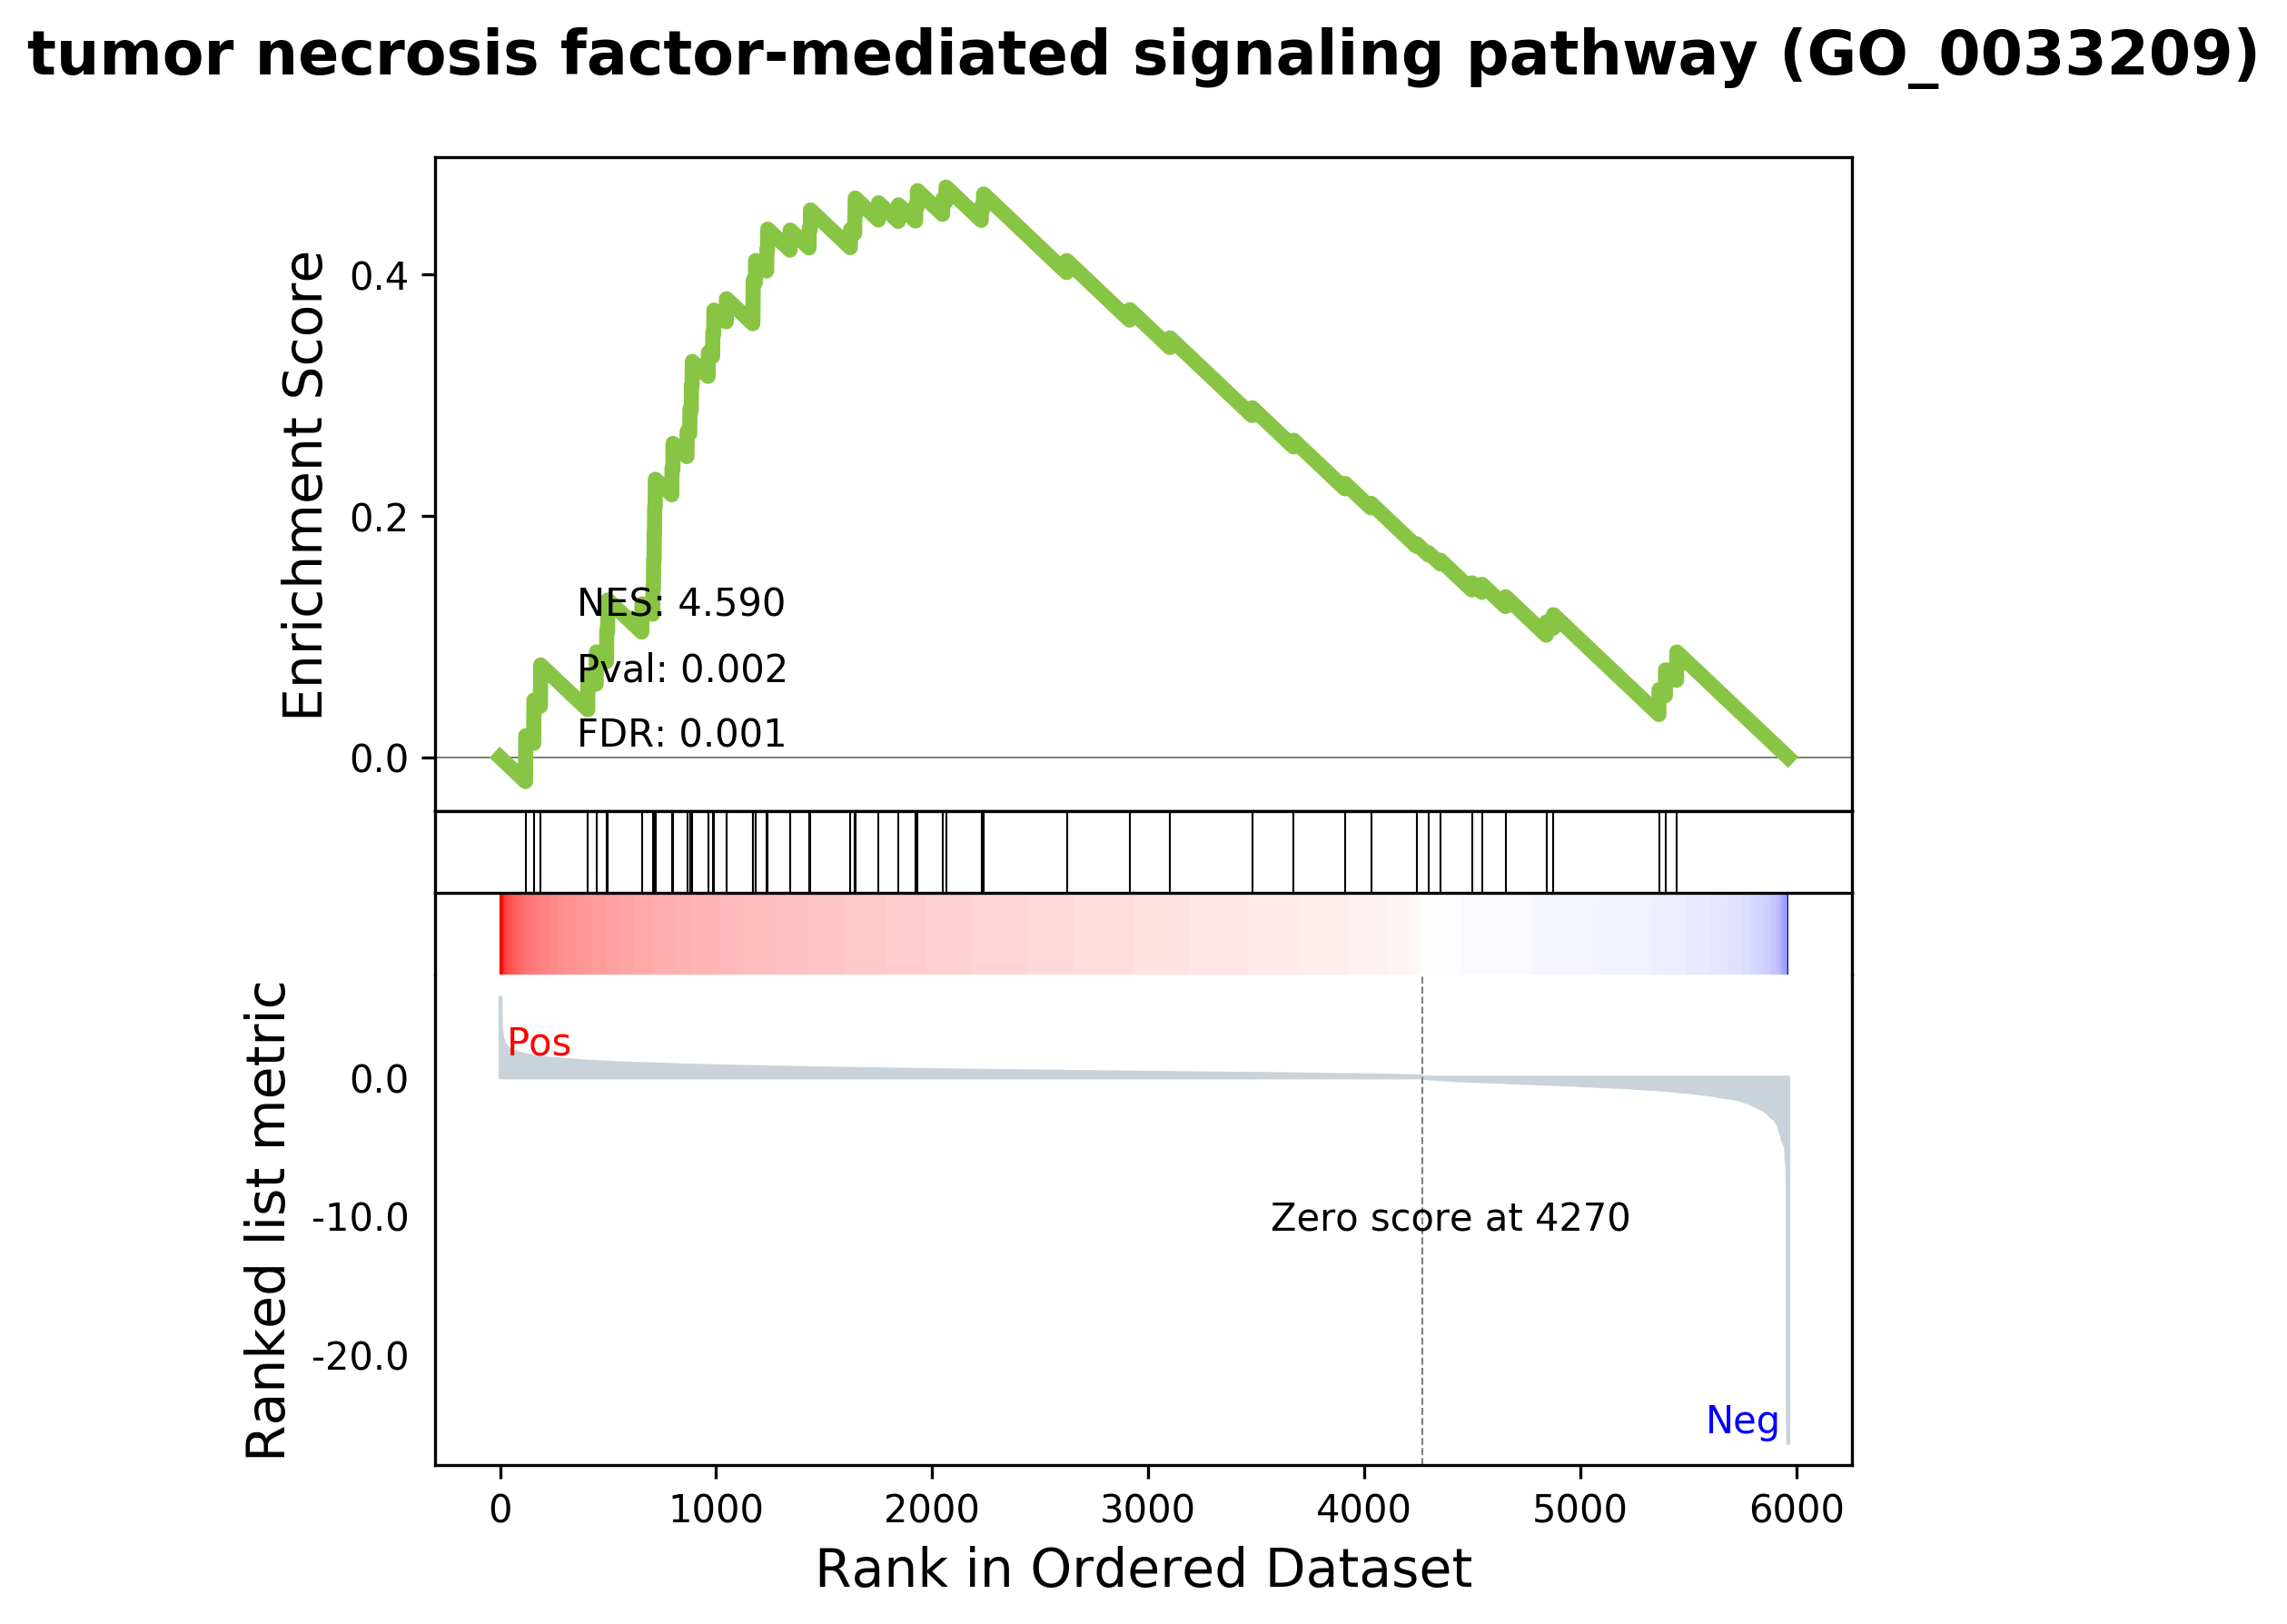 tumor necrosis factor-mediated signaling pathway (GO_0033209)
Enrichment Score
0.4
0.2
0.0
NES: 4.590
Pval: 0.002
FDR: 0.001
Ranked list metric
0.0
-10.0
-20.0
Pos
Zero score at 4270
Neg
0 1000 2000 3000 4000 5000 6000
Rank in Ordered Dataset